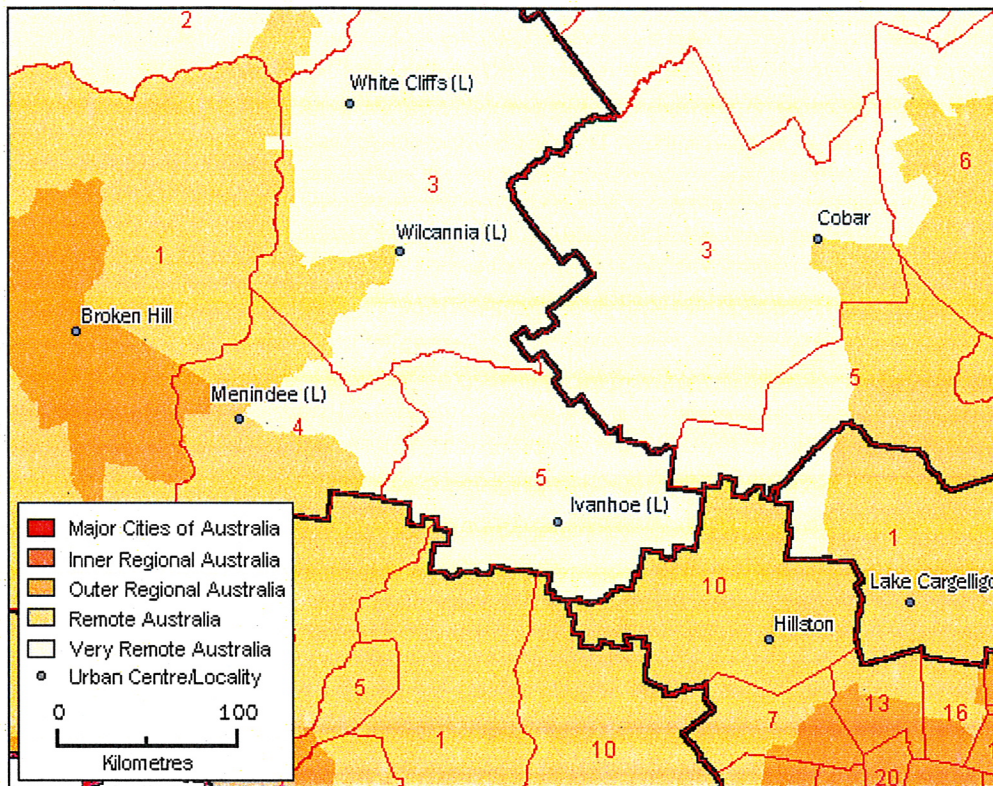 2
White Cliffs (L)
6
3
Cobar
Wilcannia (L)
3
1
Broken Hill
5
Menindee (L)
4
5
Ivanhoe (L)
1
10
Lake Cargelligo
Hillston
Major Cities of Australia
Inner Regional Australia
Outer Regional Australia
Remote Australia
Very Remote Australia
Urban Centre/Locality
0 100
Kilometres
5
1
10
7
13
16
20